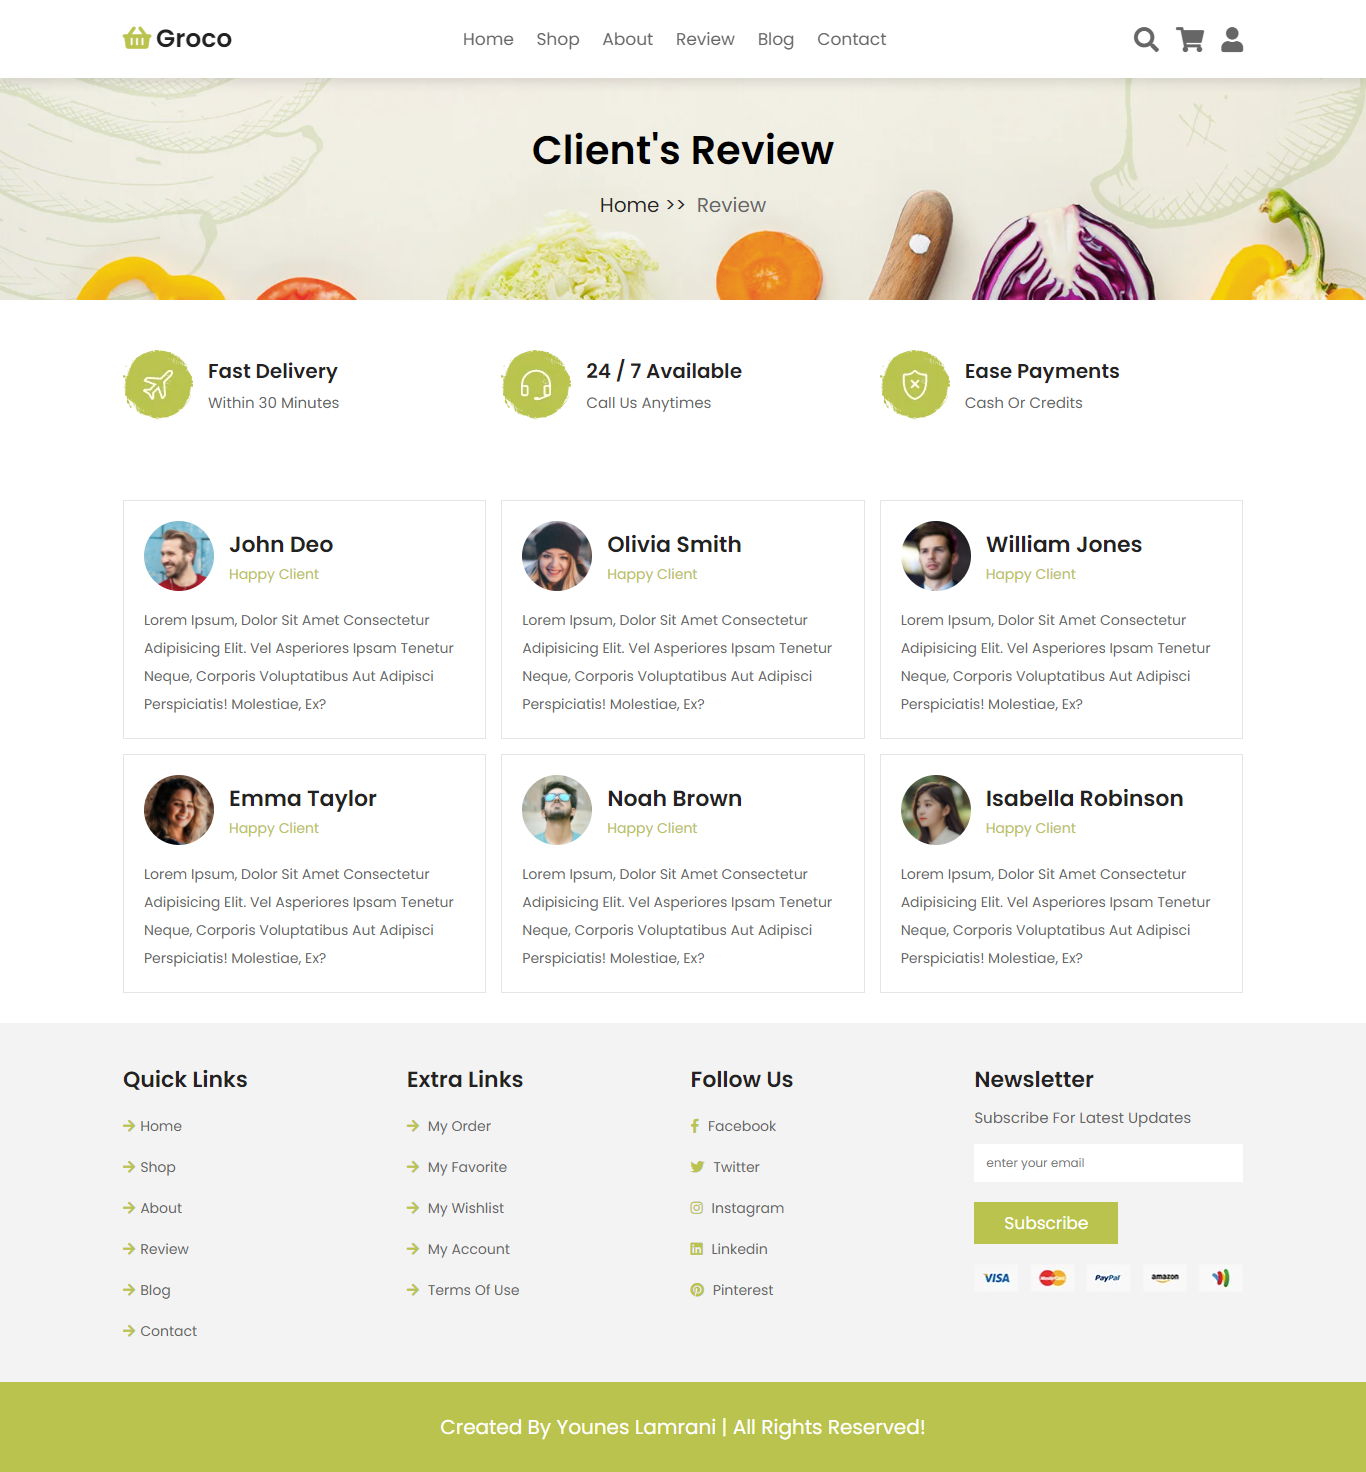 Groco
Home Shop About Review Blog Contact
Client's Review
Home >> Review
Fast Delivery
Within 30 Minutes
24 / 7 Available
Call Us Anytimes
Ease Payments
Cash Or Credits
John Deo
Happy Client
Lorem Ipsum, Dolor Sit Amet Consectetur
Adipisicing Elit. Vel Asperiores Ipsam Tenetur
Neque, Corporis Voluptatibus Aut Adipisci
Perspiciatis! Molestiae, Ex?
Olivia Smith
Happy Client
Lorem Ipsum, Dolor Sit Amet Consectetur
Adipisicing Elit. Vel Asperiores Ipsam Tenetur
Neque, Corporis Voluptatibus Aut Adipisci
Perspiciatis! Molestiae, Ex?
William Jones
Happy Client
Lorem Ipsum, Dolor Sit Amet Consectetur
Adipisicing Elit. Vel Asperiores Ipsam Tenetur
Neque, Corporis Voluptatibus Aut Adipisci
Perspiciatis! Molestiae, Ex?
Emma Taylor
Happy Client
Lorem Ipsum, Dolor Sit Amet Consectetur
Adipisicing Elit. Vel Asperiores Ipsam Tenetur
Neque, Corporis Voluptatibus Aut Adipisci
Perspiciatis! Molestiae, Ex?
Noah Brown
Happy Client
Lorem Ipsum, Dolor Sit Amet Consectetur
Adipisicing Elit. Vel Asperiores Ipsam Tenetur
Neque, Corporis Voluptatibus Aut Adipisci
Perspiciatis! Molestiae, Ex?
Isabella Robinson
Happy Client
Lorem Ipsum, Dolor Sit Amet Consectetur
Adipisicing Elit. Vel Asperiores Ipsam Tenetur
Neque, Corporis Voluptatibus Aut Adipisci
Perspiciatis! Molestiae, Ex?
Quick Links
Home
Shop
About
Review
Blog
Contact
Extra Links
My Order
My Favorite
My Wishlist
My Account
Terms Of Use
Follow Us
Facebook
Twitter
Instagram
Linkedin
Pinterest
Newsletter
Subscribe For Latest Updates
enter your email
Subscribe
VISA MasterCard PayPal amazon
Created By Younes Lamrani | All Rights Reserved!